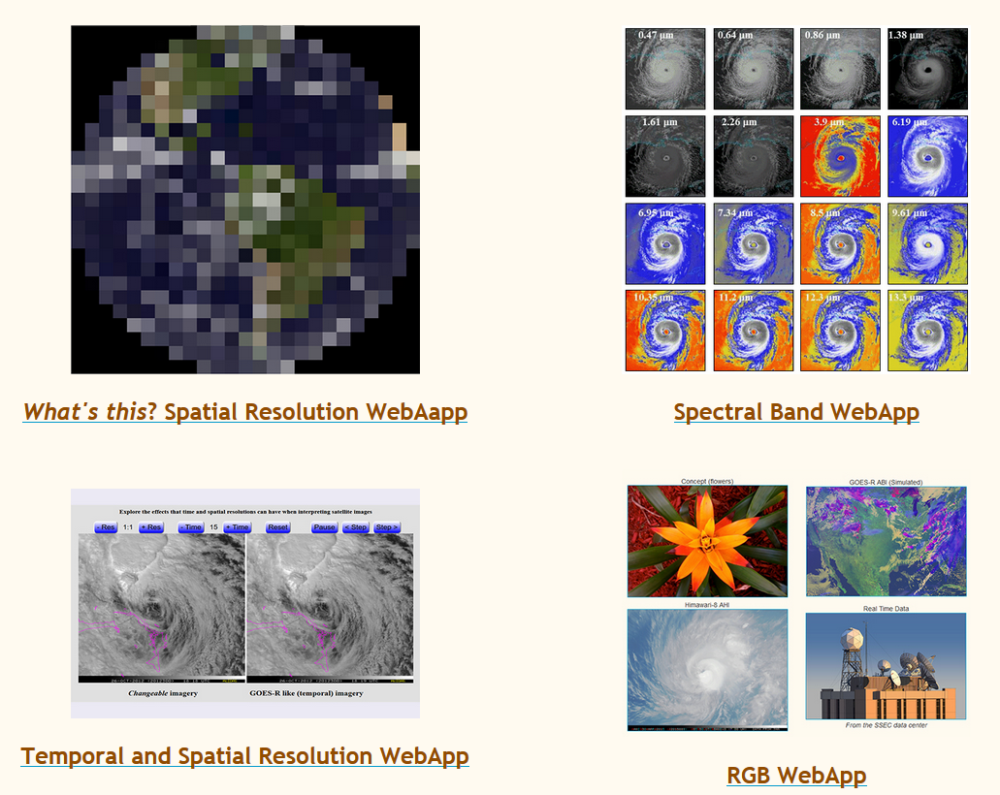 0.47 µm 0.64 µm 0.86 µm 1.38 µm
1.61 µm 2.26 µm 3.9 µm 6.19 µm
6.95 µm 7.34 µm 8.5 µm 9.61 µm
10.35 µm 11.2 µm 12.3 µm 13.3 µm
What's this? Spatial Resolution WebAapp
Spectral Band WebApp
Explore the effects that time and spatial resolutions can have when interpreting satellite images
- Res 1:1 + Res - Time 15 + Time Reset Pause < Step Step >
Changeable imagery
GOES-R like (temporal) imagery
Temporal and Spatial Resolution WebApp
Concept (flowers)
GOES-R ABI (Simulated)
Himawari-8 AHI
Real Time Data
From the SSEC data center
RGB WebApp